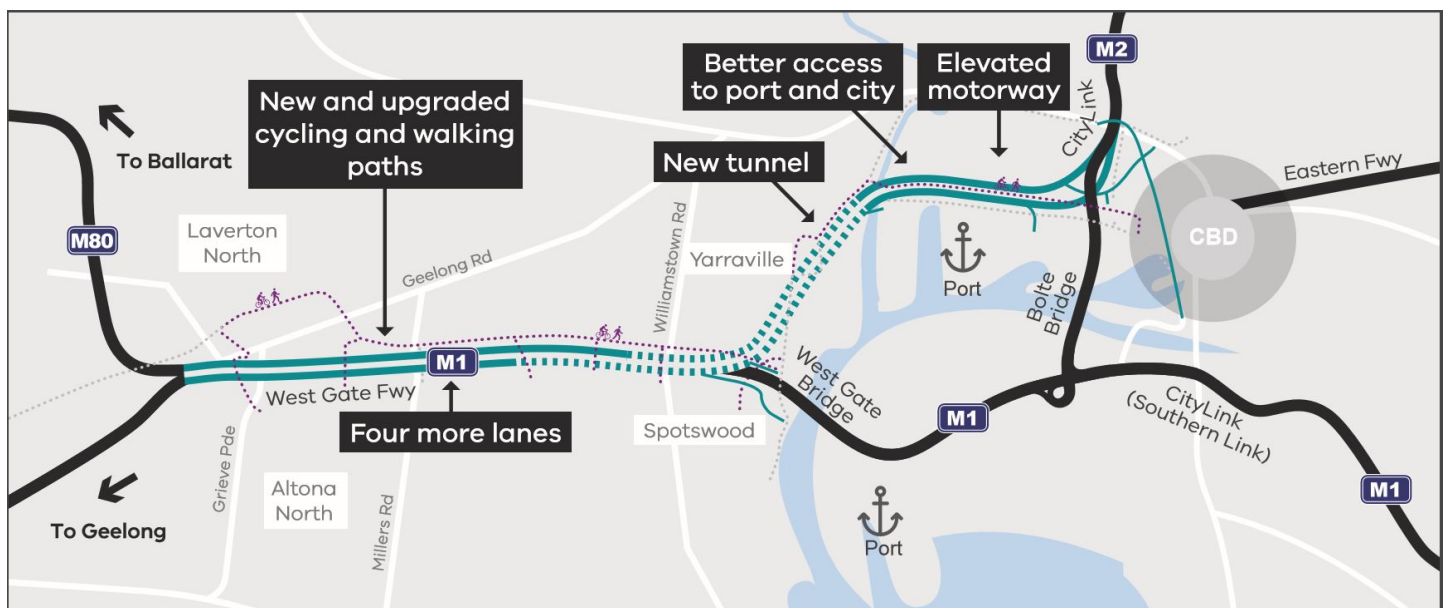 M2
Better access
to port and city
Elevated
motorway
New and upgraded
cycling and walking
paths
CityLink
To Ballarat
New tunnel
Eastern Fwy
M80
Laverton
North
Geelong Rd
Williamstown Rd
Yarraville
CBD
Port
Bolte
Bridge
M1
West Gate Fwy
West Gate
Bridge
Four more lanes
Spotswood
M1
CityLink
(Southern Link)
Grieve Pde
Altona
North
Millers Rd
M1
To Geelong
Port